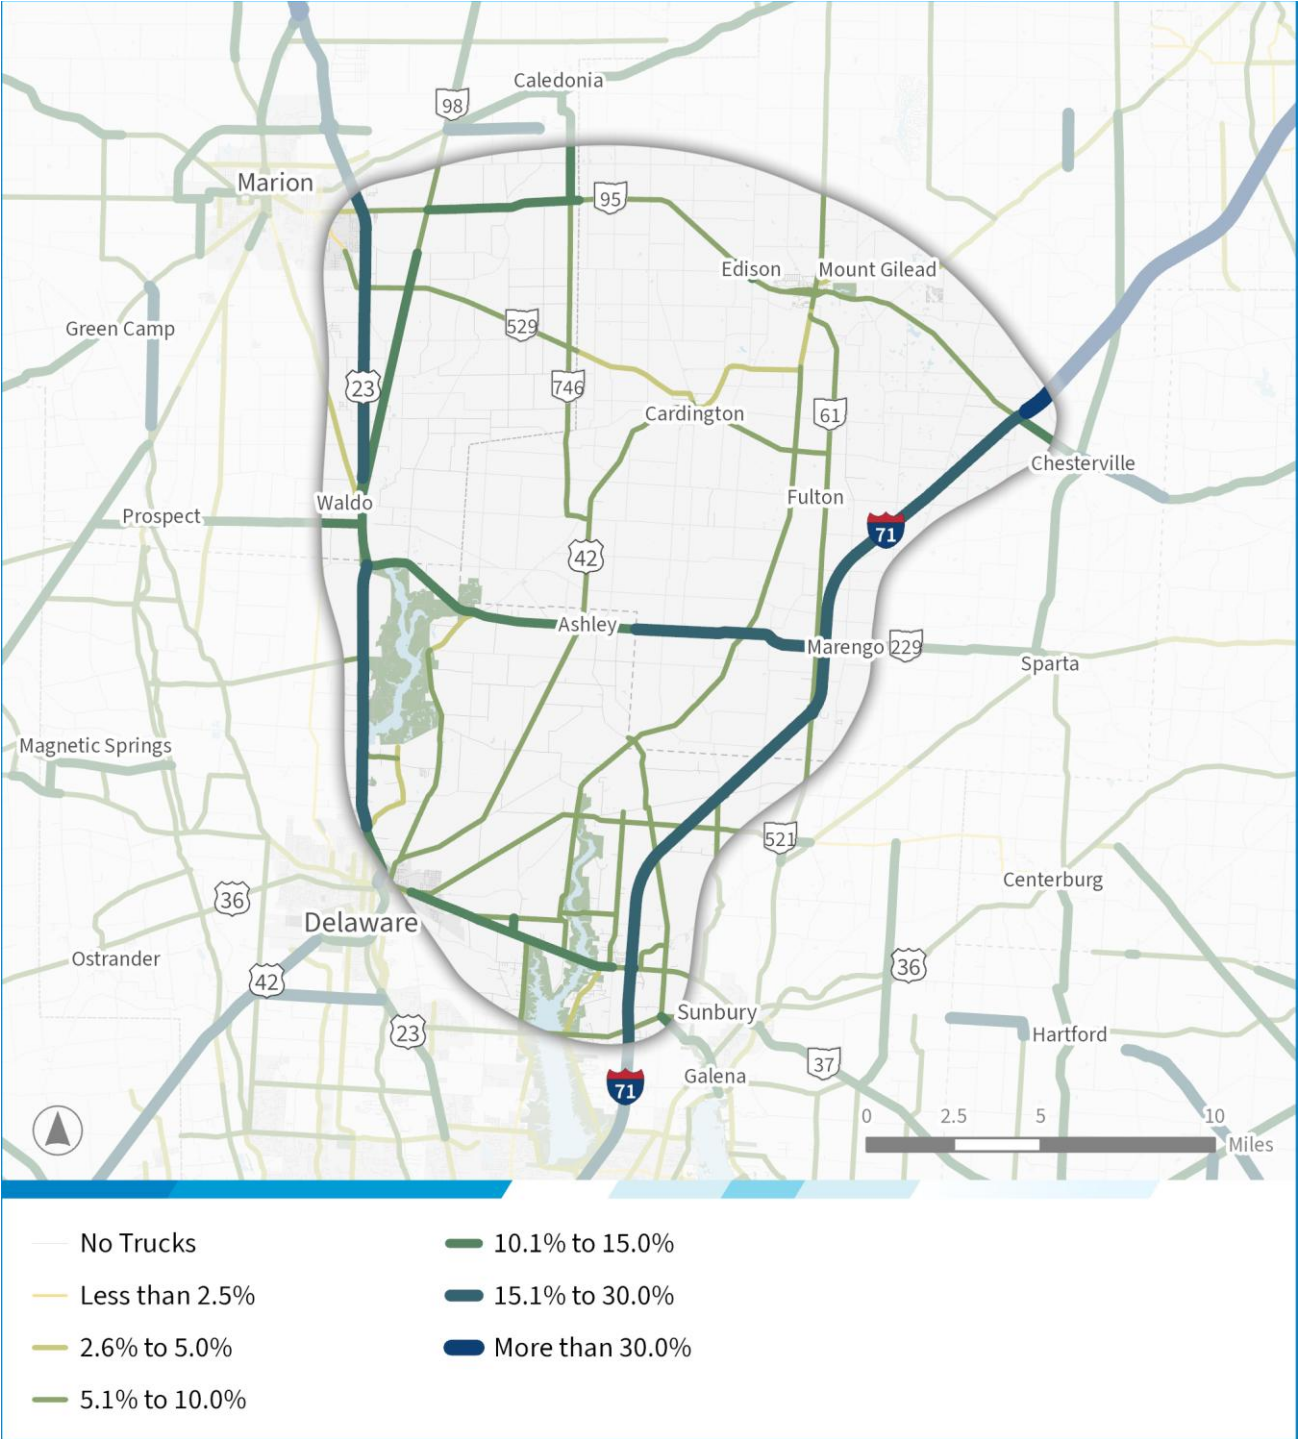 98
Caledonia
Marion
95
Edison
Mount Gilead
Green Camp
529
23
746
Cardington
61
Chesterville
Waldo
Fulton
Prospect
71
42
Ashley
Marengo
229
Sparta
Magnetic Springs
521
Centerburg
36
Delaware
Ostrander
42
36
Sunbury
23
Hartford
37
Galena
71
0 2.5 5 10
Miles
No Trucks
Less than 2.5%
2.6% to 5.0%
5.1% to 10.0%
10.1% to 15.0%
15.1% to 30.0%
More than 30.0%